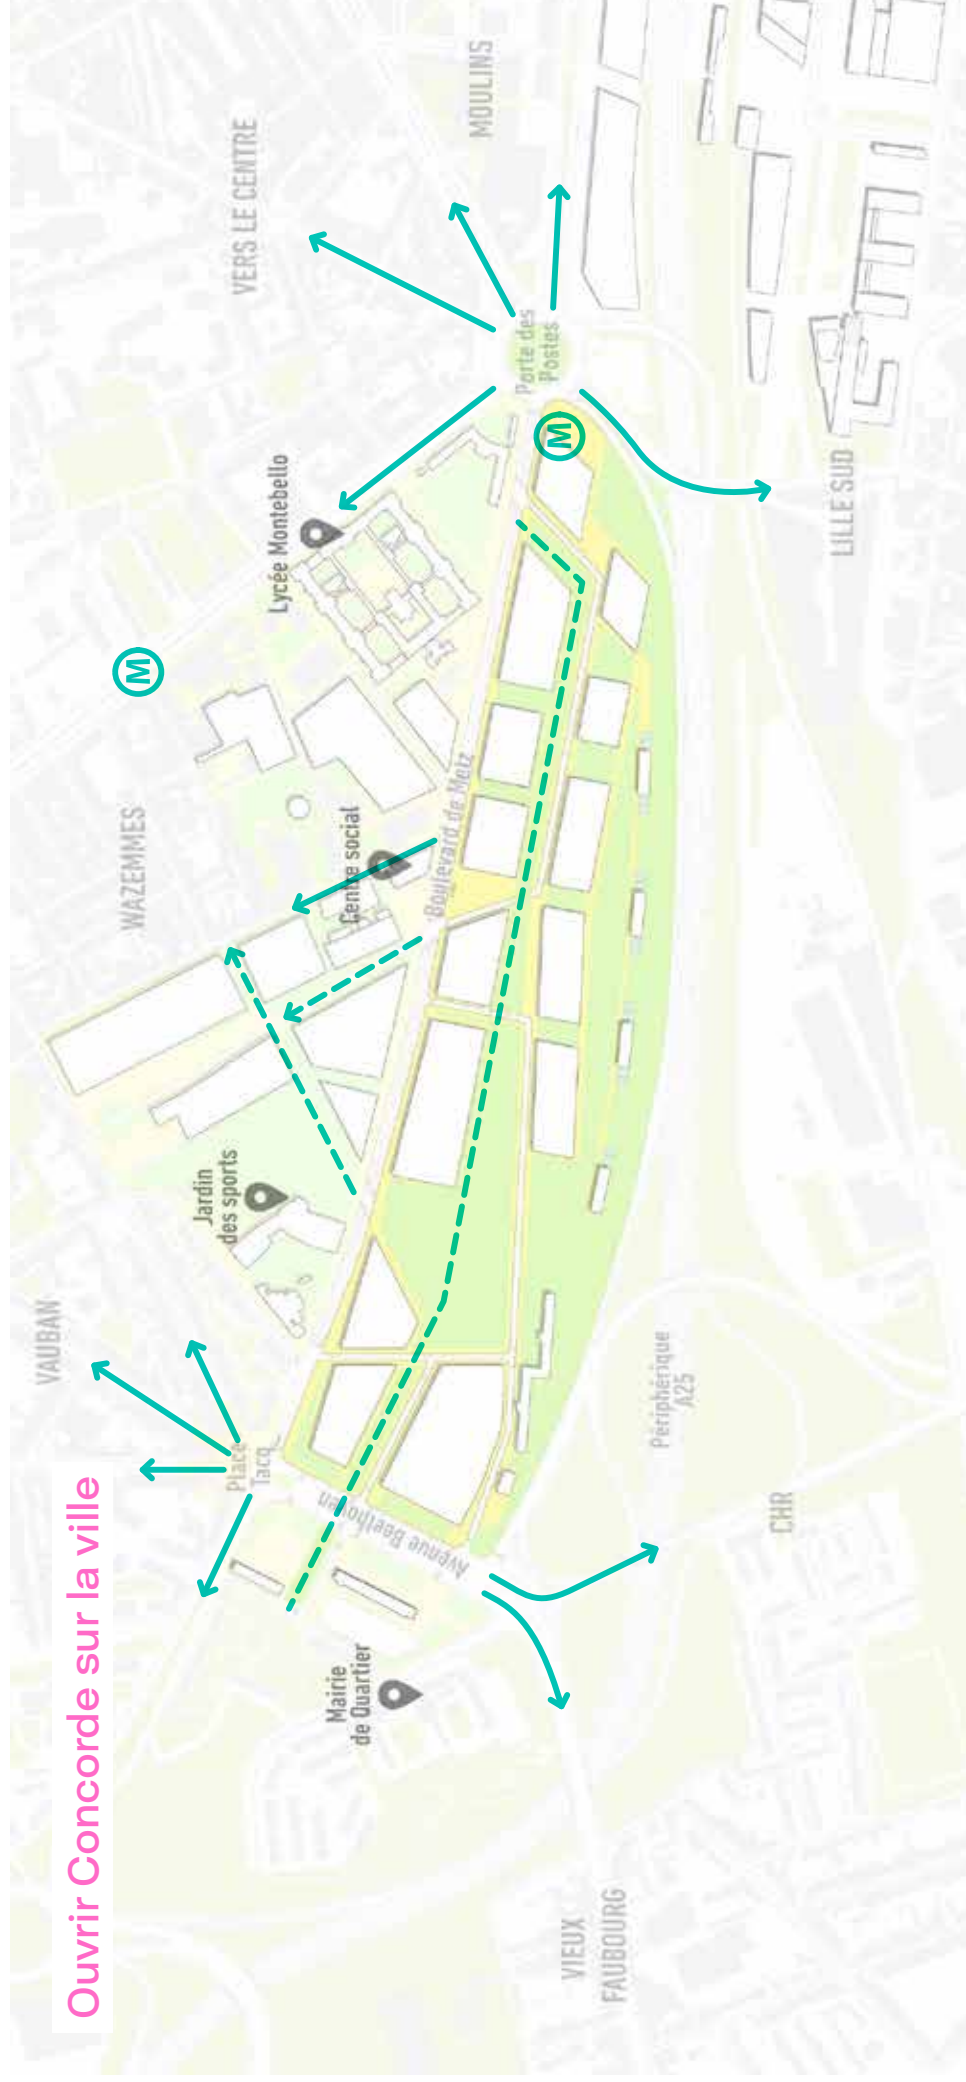 Ouvrir Concorde sur la ville
VAUBAN
WAZEMMES
VERS LE CENTRE
MOULINS
M
Jardin
des sports
Lycée Montebello
Place
Tacq
Centre social
Mairie
de Quartier
Avenue Beethoven
Boulevard de Metz
Porte des
Postes
M
VIEUX
FAUBOURG
Périphérique
A25
CHR
LILLE SUD